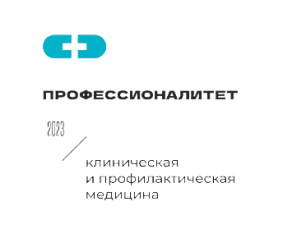 ПРОФЕССИОНАЛИТЕТ
2023
клиническая
и профилактическая
медицина